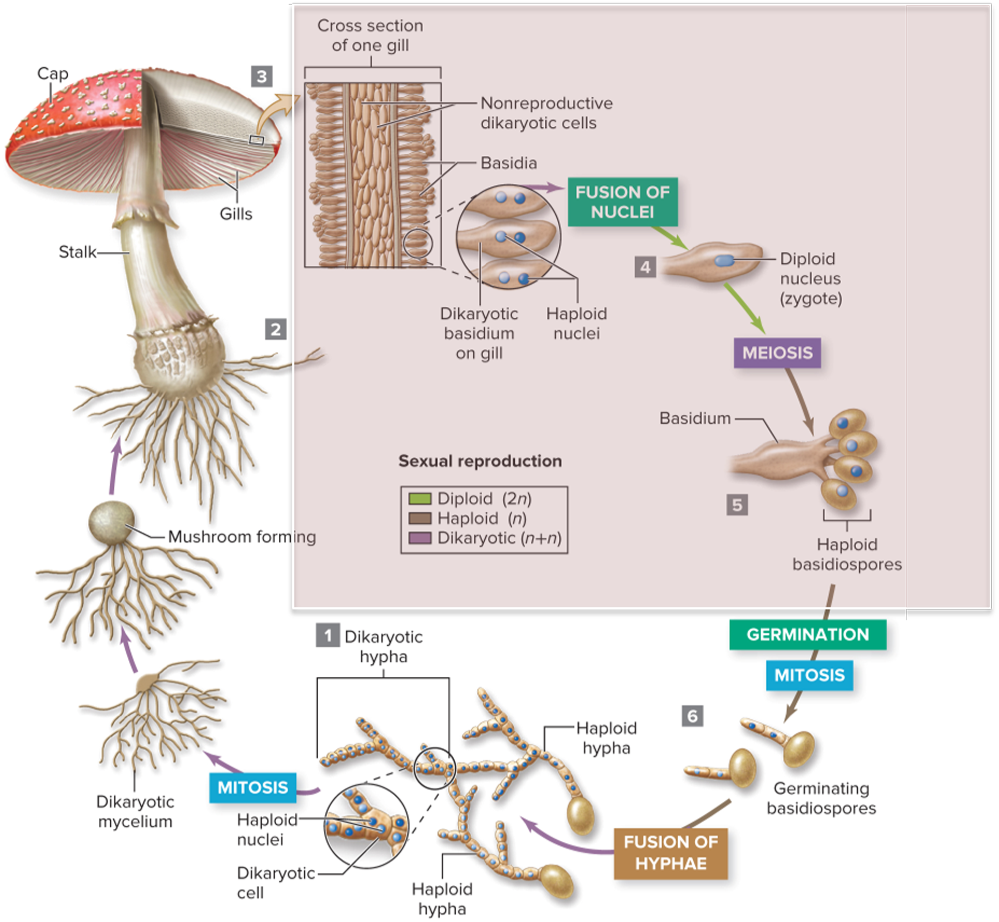 Cross section
of one gill
Cap
3
Nonreproductive
dikaryotic cells
Basidia
FUSION OF
NUCLEI
Gills
Stalk
4
Diploid
nucleus
(zygote)
Dikaryotic
basidium
on gill
Haploid
nuclei
2
MEIOSIS
Basidium
Sexual reproduction
Diploid (2n)
Haploid (n)
Dikaryotic (n+n)
5
Mushroom forming
Haploid
basidiospores
1
Dikaryotic
hypha
GERMINATION
MITOSIS
6
Haploid
hypha
Germinating
basidiospores
MITOSIS
Dikaryotic
mycelium
Haploid
nuclei
Dikaryotic
cell
Haploid
hypha
FUSION OF
HYPHAE